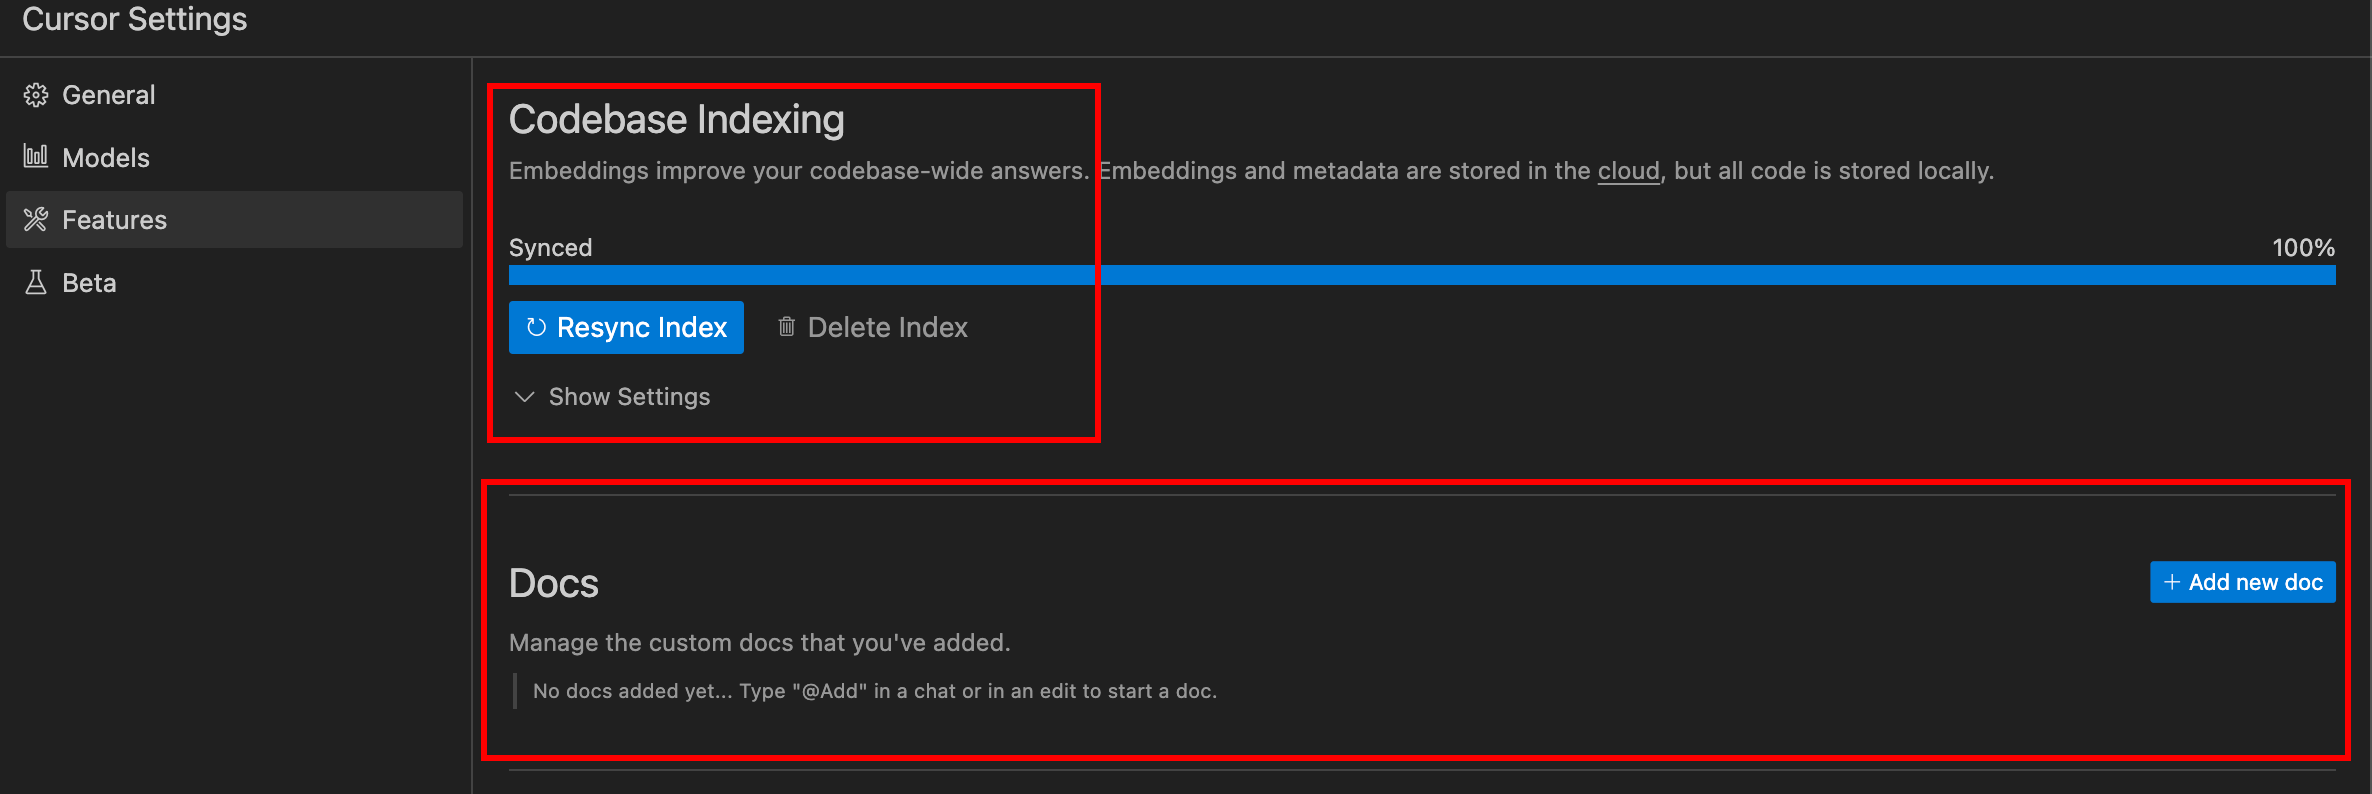 Cursor Settings
General
Models
Features
Beta
Codebase Indexing
Embeddings improve your codebase-wide answers. Embeddings and metadata are stored in the cloud, but all code is stored locally.
Synced 100%
Resync Index Delete Index
Show Settings
Docs
+ Add new doc
Manage the custom docs that you've added.
No docs added yet... Type "@Add" in a chat or in an edit to start a doc.